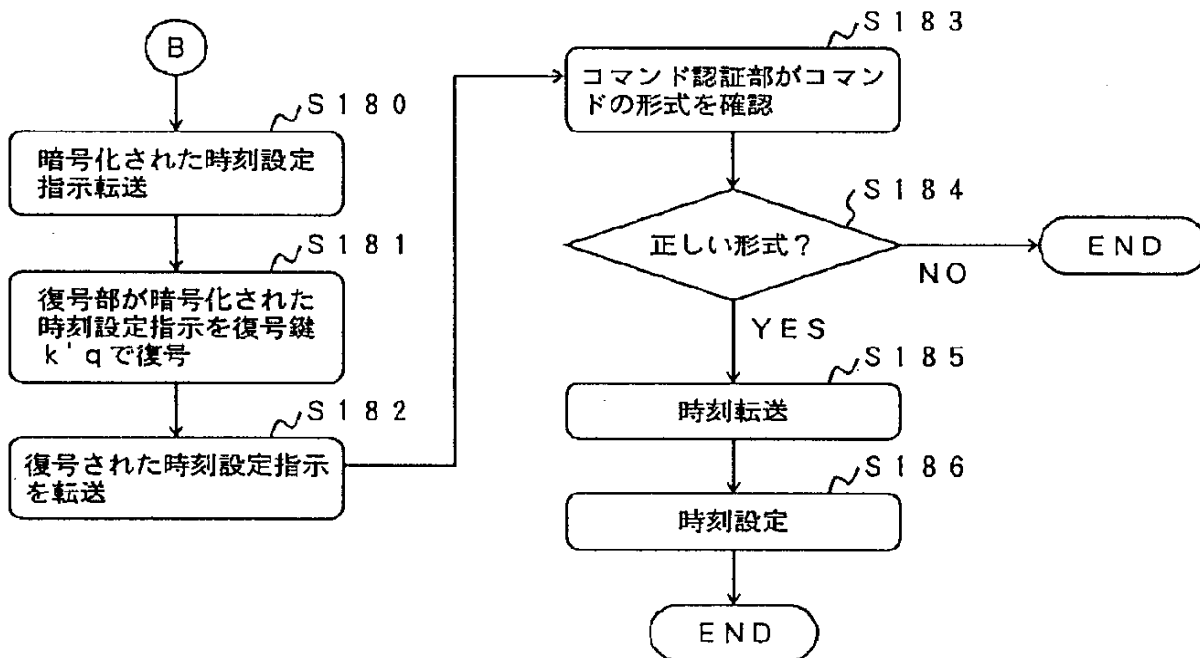 B
S180
暗号化された時刻設定
指示転送
S181
復号部が暗号化された
時刻設定指示を復号鍵
k'qで復号
S182
復号された時刻設定指示
を転送
S183
コマンド認証部がコマン
ドの形式を確認
S184
正しい形式?
NO
END
YES
S185
時刻転送
S186
時刻設定
END